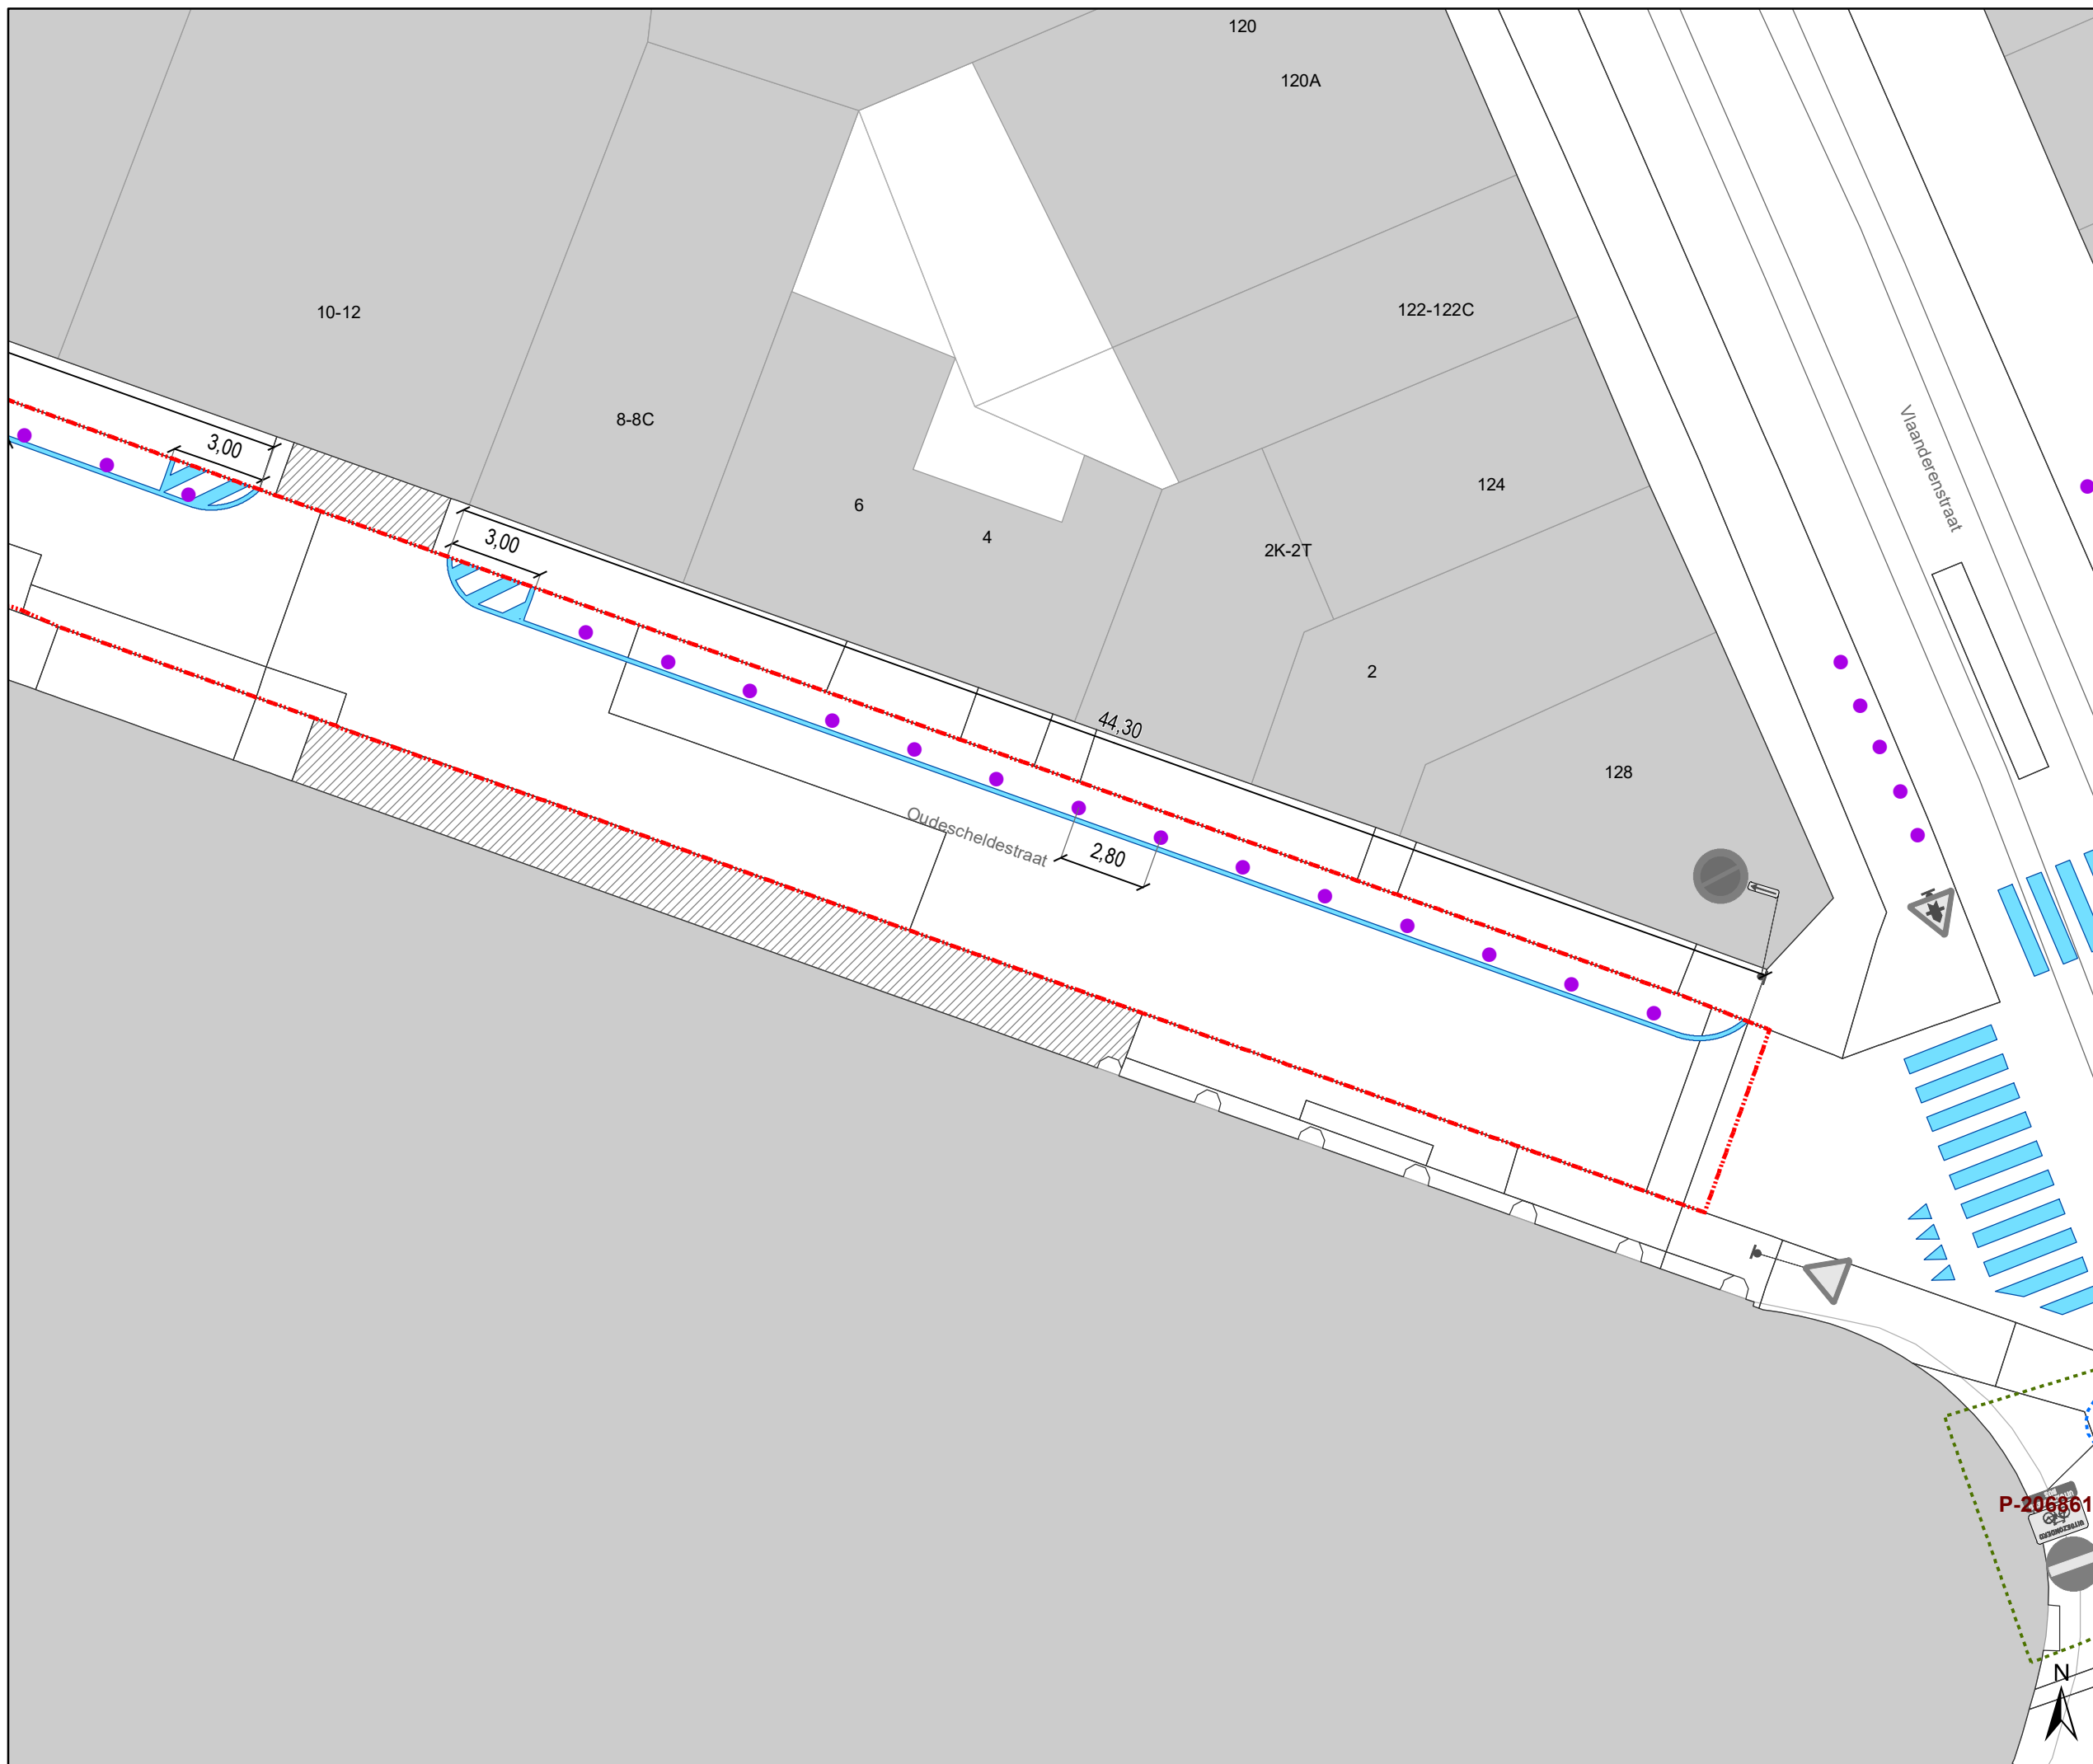 120
120A
10-12
122-122C
8-8C
3,00
6
4
124
2K-2T
Vlaanderenstraat
3,00
2
44,30
128
Oudescheldestraat
2,80
P-206861
UITGEZONDERD
N